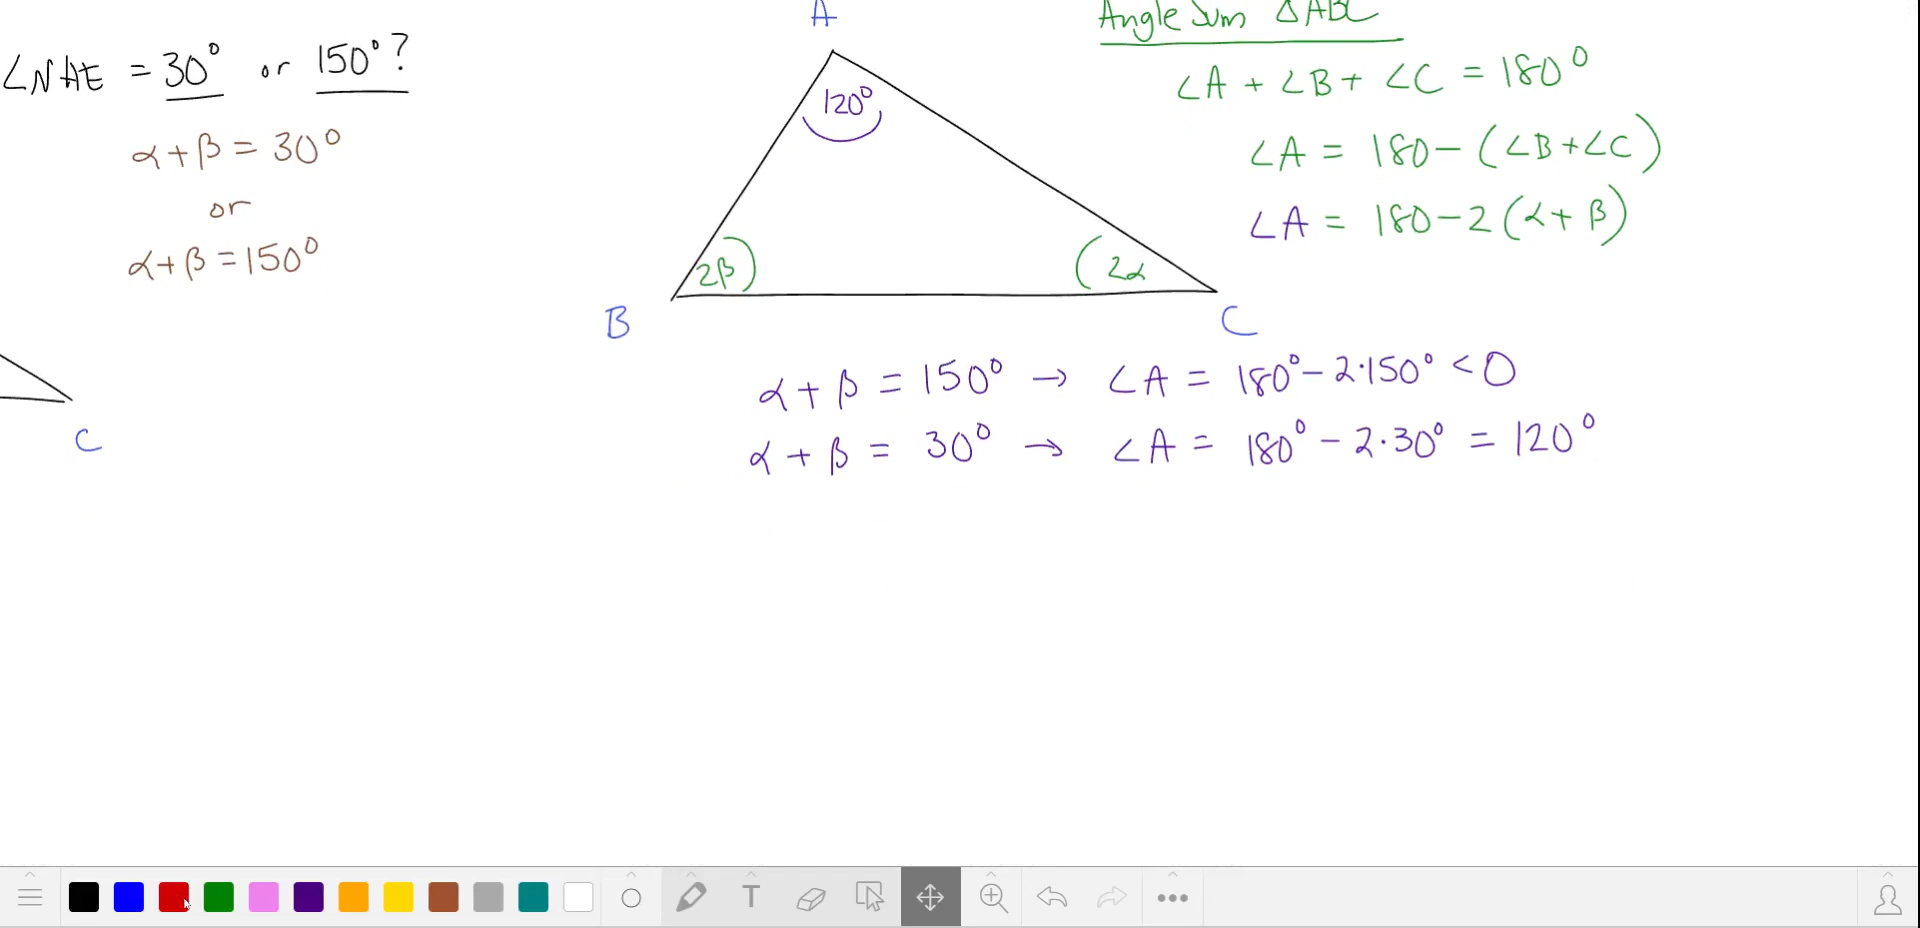 ∠NAE = 30° or 150°?
α+β = 30°
or
α+β = 150°
C
A
120°
2β
2α
B
C
Angle Sum ΔABC
∠A + ∠B + ∠C = 180°
∠A = 180 - (∠B + ∠C)
∠A = 180 - 2(α + β)
α + β = 150° → ∠A = 180° - 2·150° < 0
α + β = 30° → ∠A = 180° - 2·30° = 120°
T